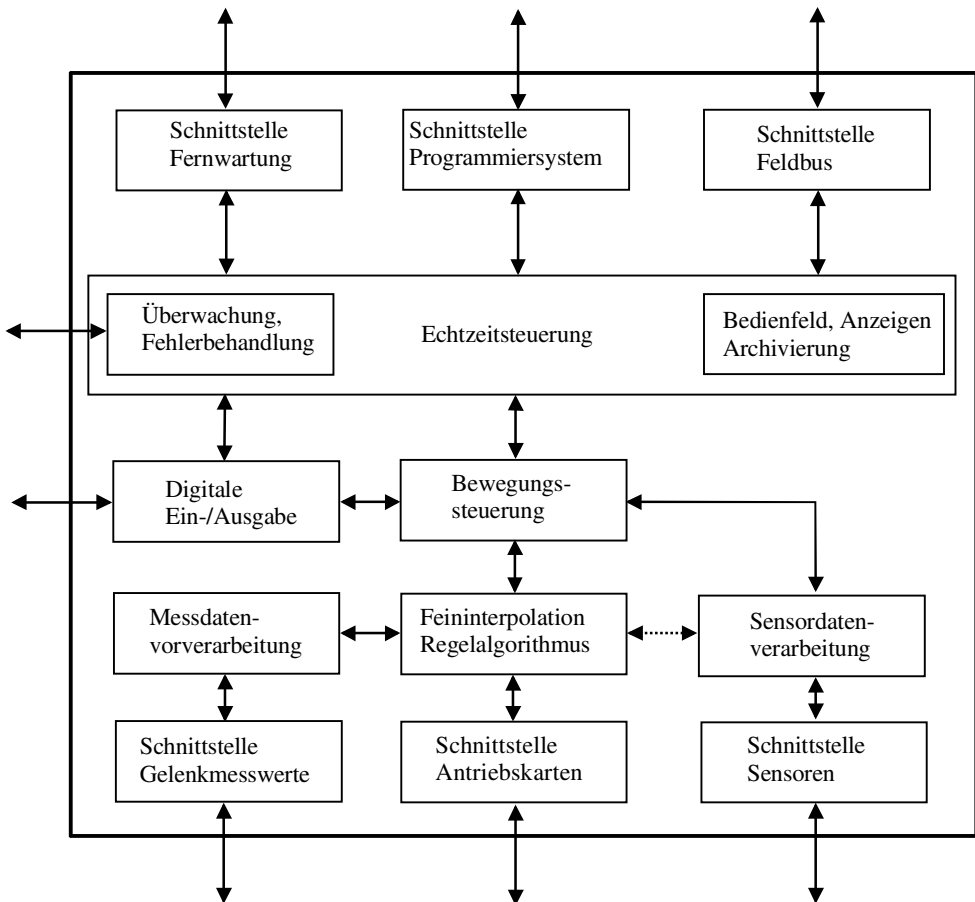 Schnittstelle
Fernwartung
Schnittstelle
Programmiersystem
Schnittstelle
Feldbus
Überwachung,
Fehlerbehandlung
Echtzeitsteuerung
Bedienfeld, Anzeigen
Archivierung
Digitale
Ein-/Ausgabe
Bewegungs-
steuerung
Messdaten-
vorverarbeitung
Feininterpolation
Regelalgorithmus
Sensordaten-
verarbeitung
Schnittstelle
Gelenkmesswerte
Schnittstelle
Antriebskarten
Schnittstelle
Sensoren